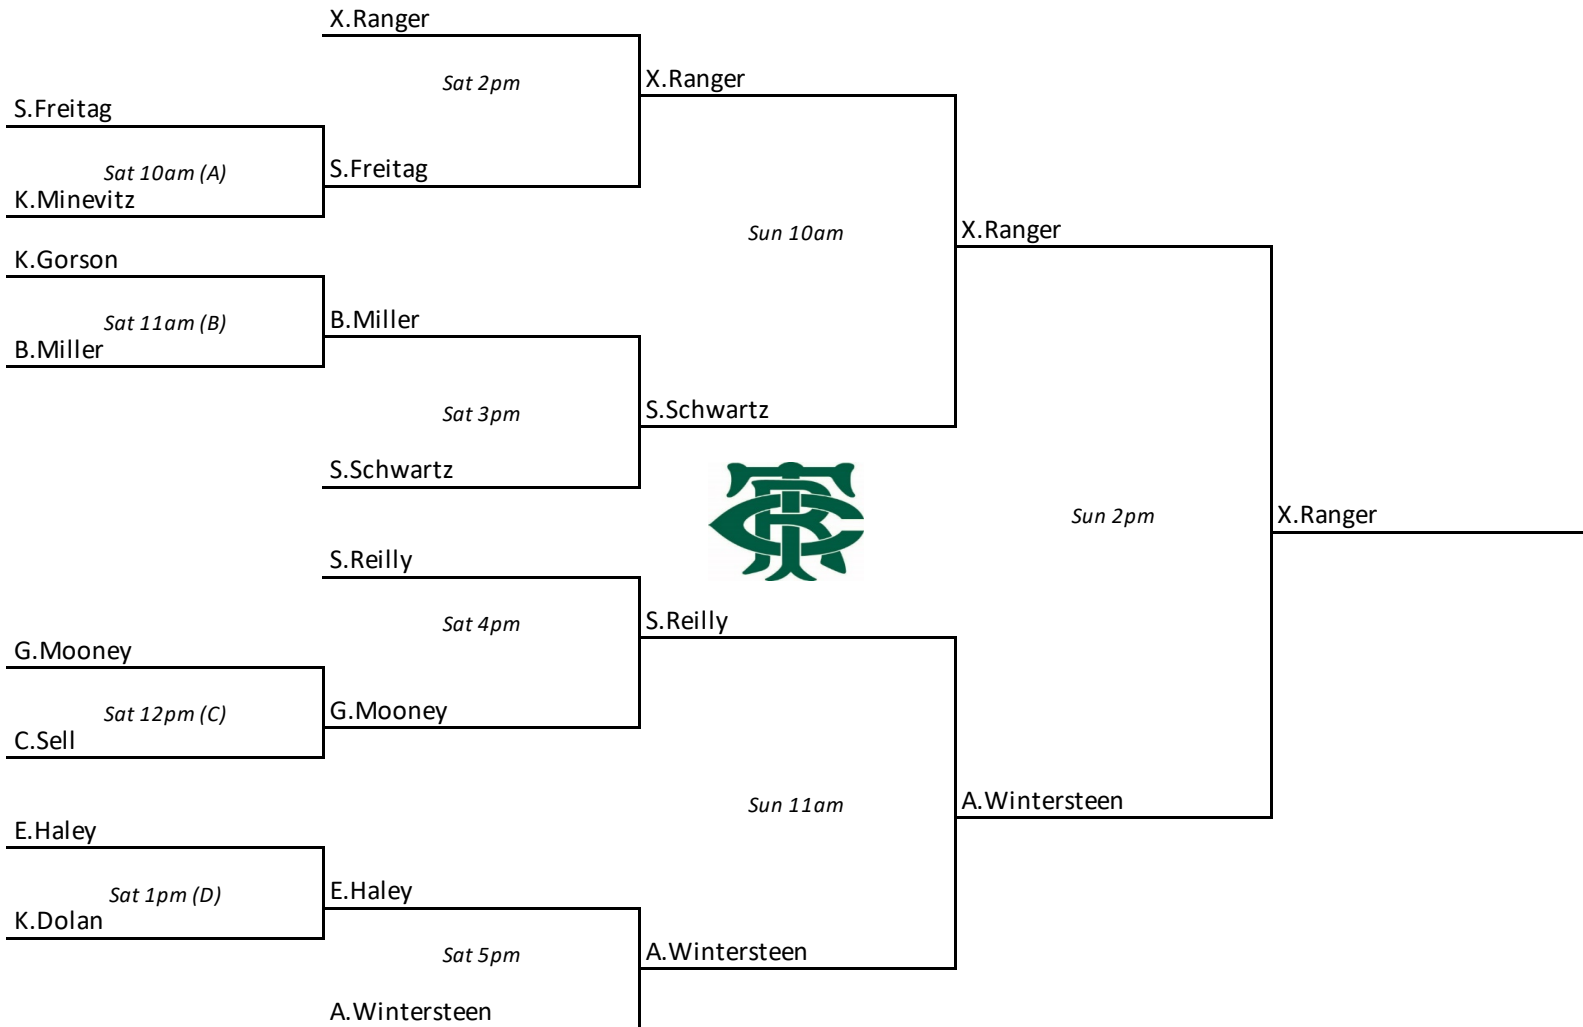 X.Ranger
Sat 2pm
X.Ranger
S.Freitag
Sat 10am (A)
S.Freitag
K.Minevitz
Sun 10am
X.Ranger
K.Gorson
Sat 11am (B)
B.Miller
B.Miller
Sat 3pm
S.Schwartz
S.Schwartz
Sun 2pm
X.Ranger
S.Reilly
Sat 4pm
S.Reilly
G.Mooney
Sat 12pm (C)
G.Mooney
C.Sell
Sun 11am
A.Wintersteen
E.Haley
Sat 1pm (D)
E.Haley
K.Dolan
Sat 5pm
A.Wintersteen
A.Wintersteen